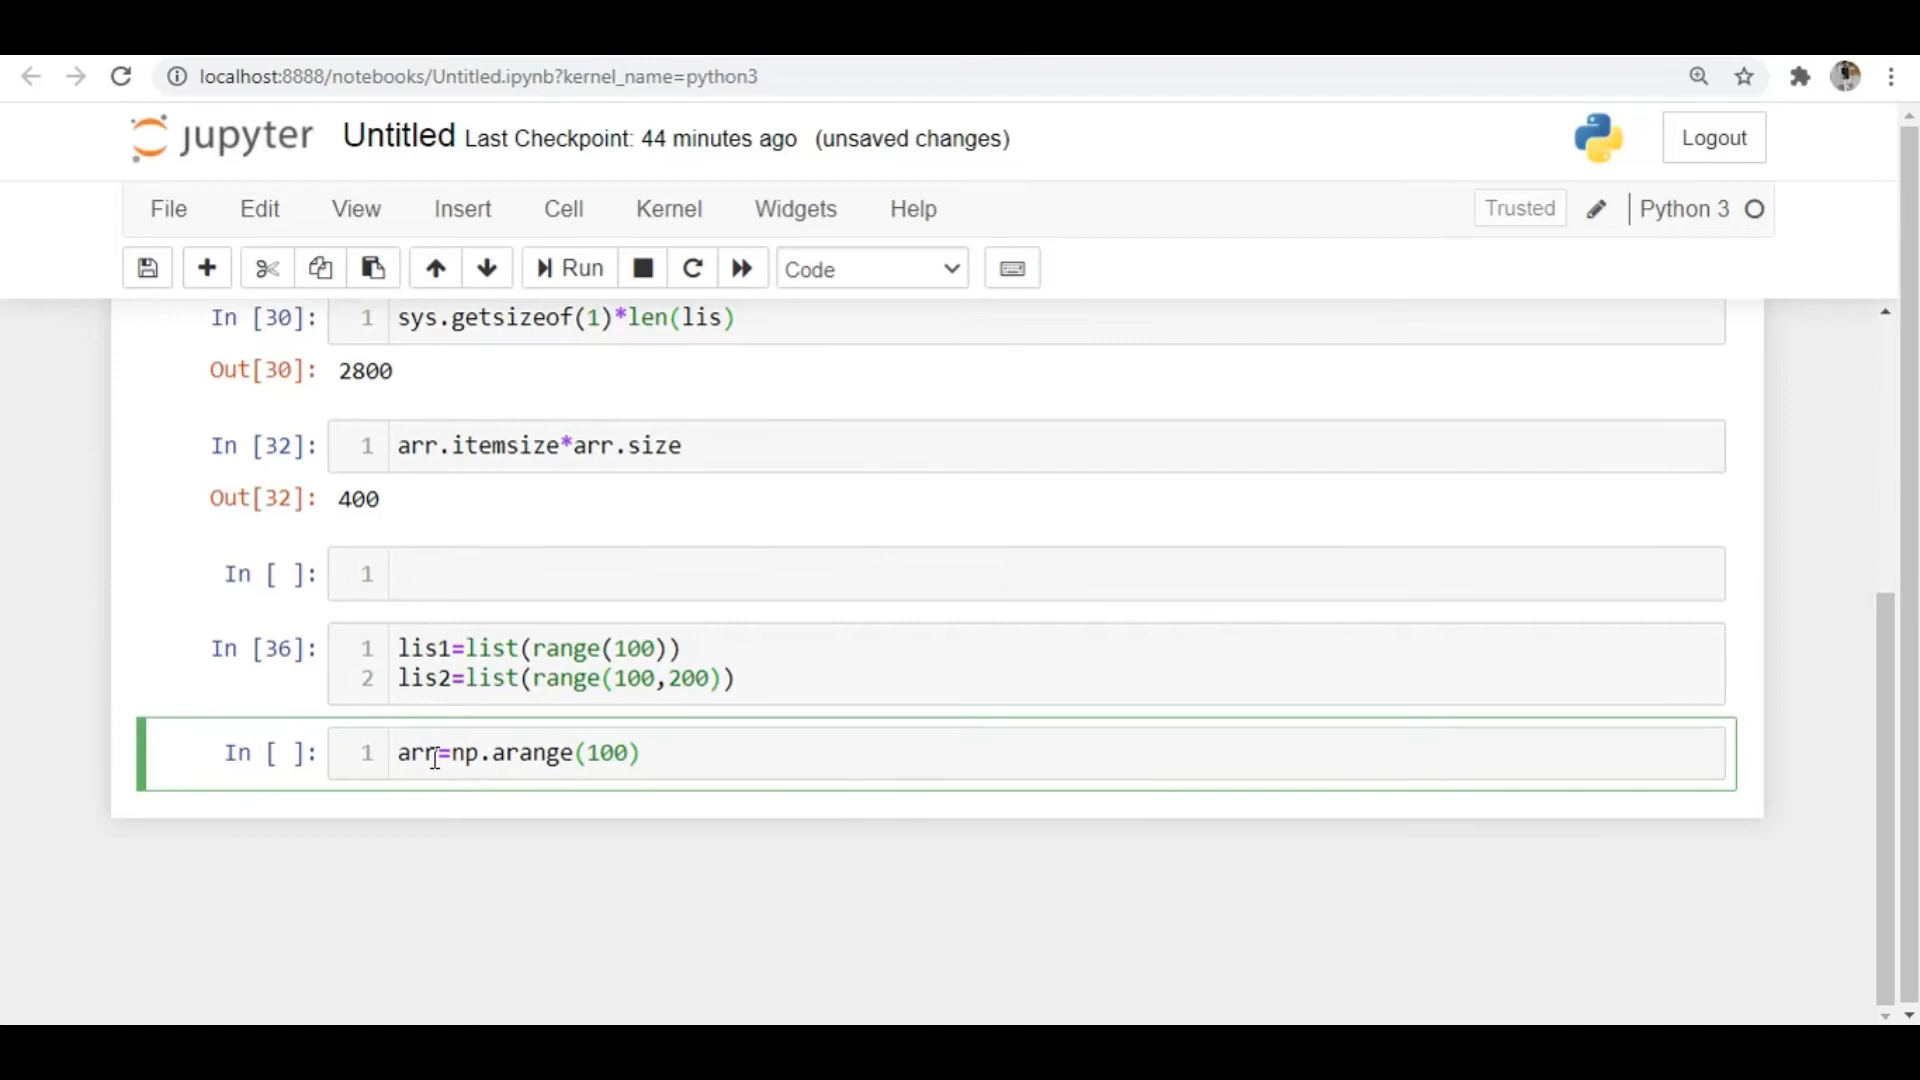 localhost:8888/notebooks/Untitled.ipynb?kernel_name=python3
jupyter Untitled Last Checkpoint: 44 minutes ago (unsaved changes) Logout
File Edit View Insert Cell Kernel Widgets Help Trusted Python 3
Run Code
In [30]: 1 sys.getsizeof(1)*len(lis)
Out[30]: 2800
In [32]: 1 arr.itemsize*arr.size
Out[32]: 400
In [ ]: 1
In [36]: 1 lis1=list(range(100))
2 lis2=list(range(100,200))
In [ ]: 1 arr=np.arange(100)